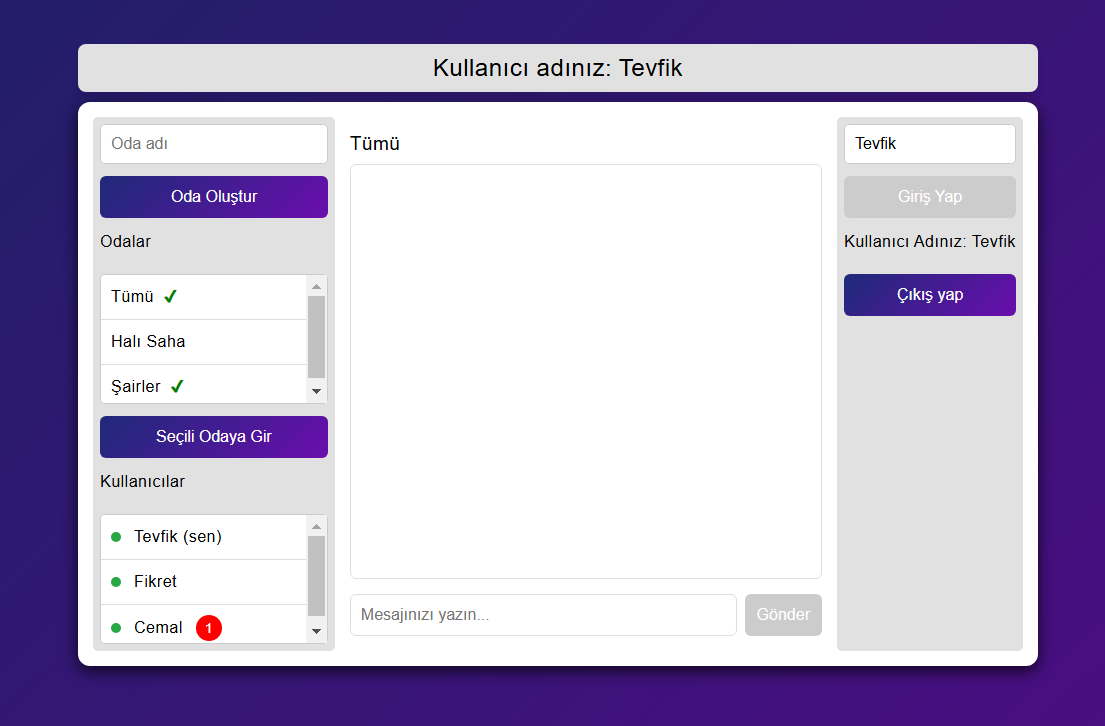 Kullanıcı adınız: Tevfik
Oda adı
Oda Oluştur
Odalar
Tümü ✔
Halı Saha
Şairler ✔
Seçili Odaya Gir
Kullanıcılar
Tevfik (sen)
Fikret
Cemal 1
Tümü
Mesajınızı yazın...
Gönder
Tevfik
Giriş Yap
Kullanıcı Adınız: Tevfik
Çıkış yap